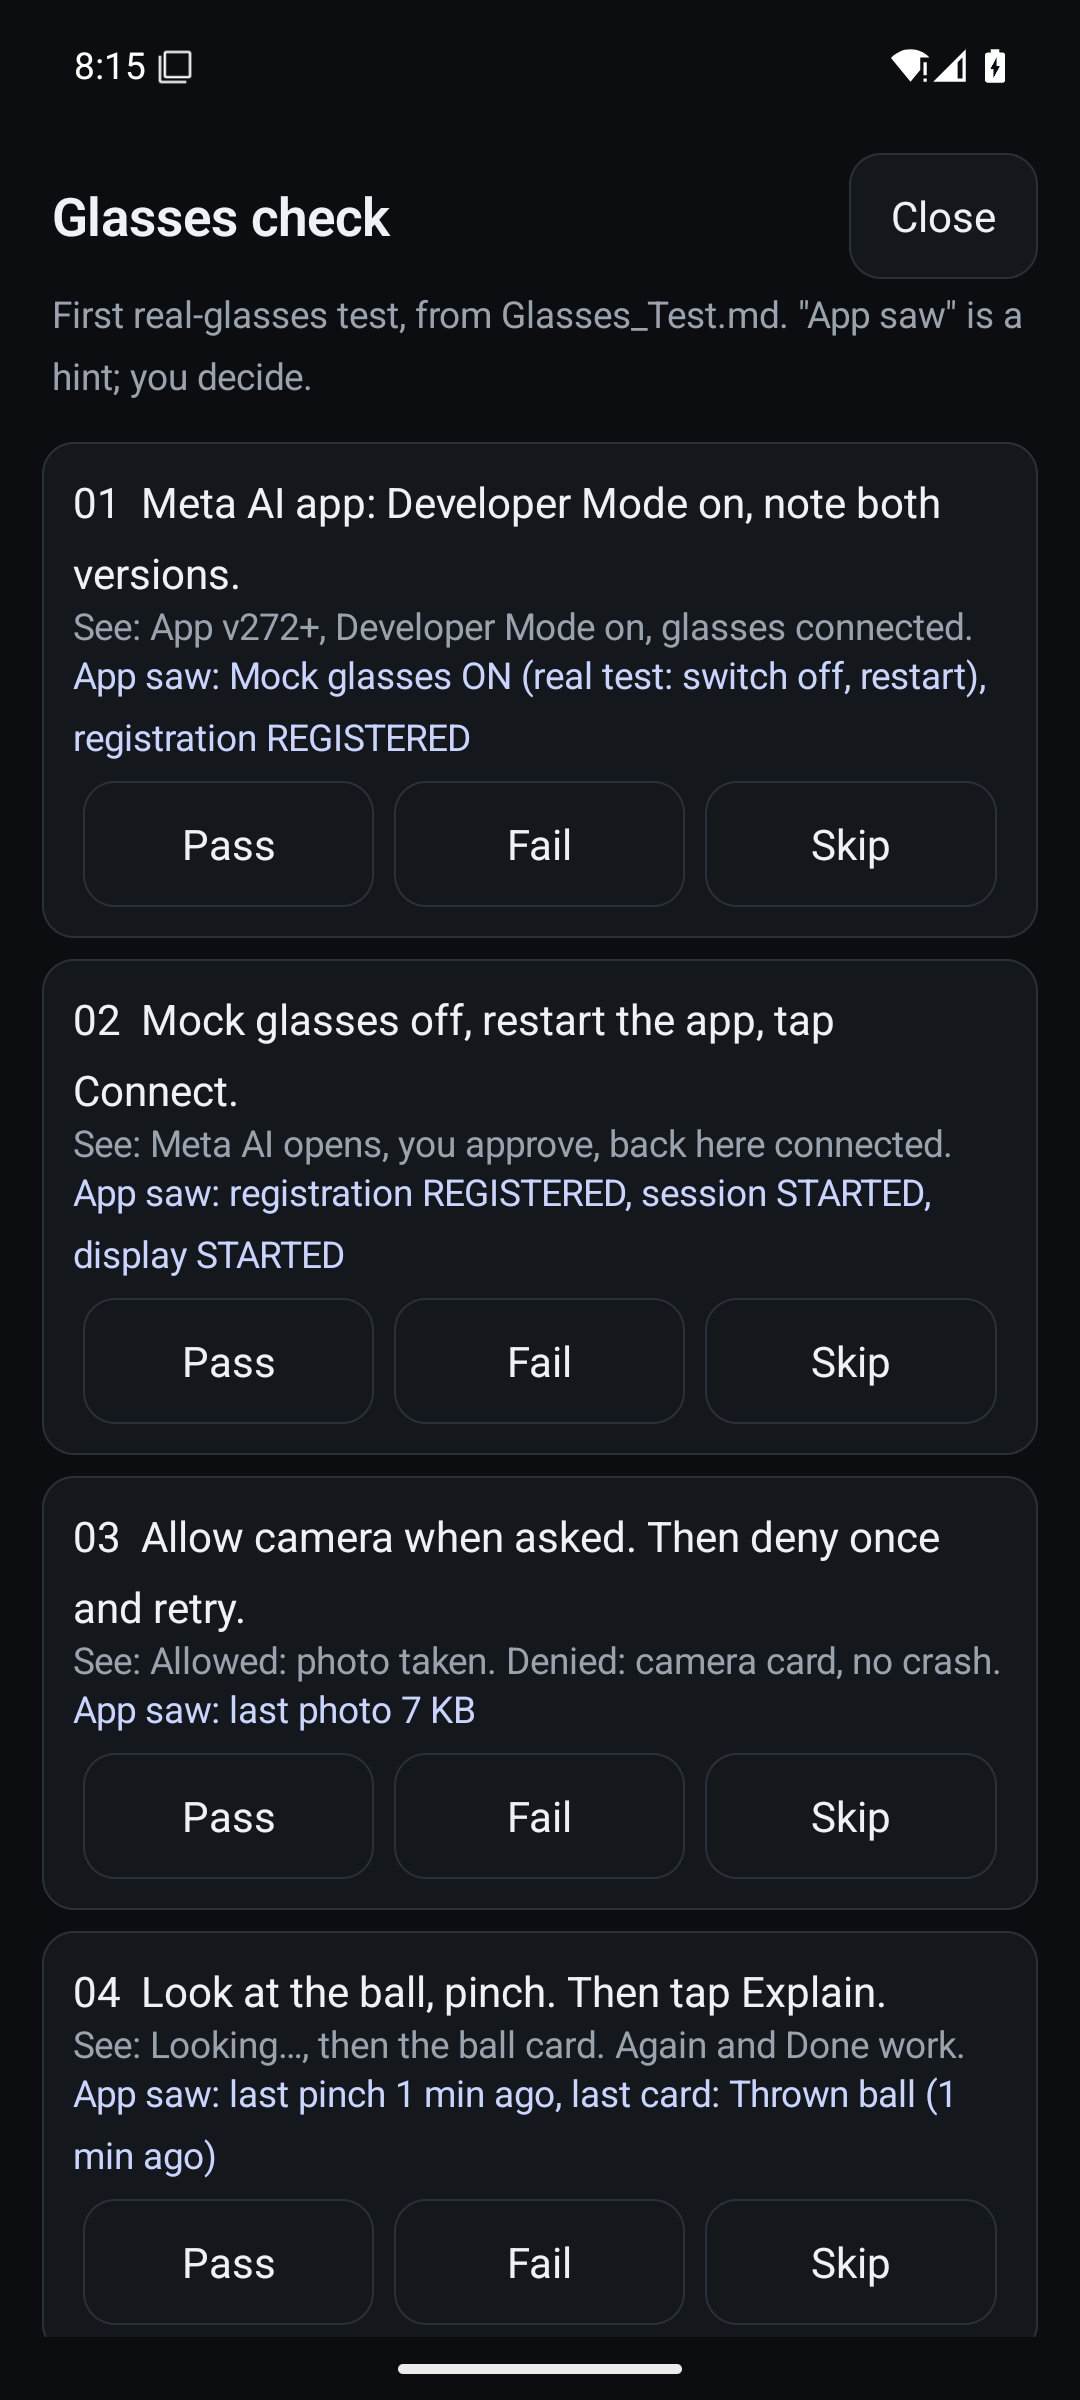 8:15
Glasses check
Close
First real-glasses test, from Glasses_Test.md. "App saw" is a
hint; you decide.
01 Meta AI app: Developer Mode on, note both
versions.
See: App v272+, Developer Mode on, glasses connected.
App saw: Mock glasses ON (real test: switch off, restart),
registration REGISTERED
Pass Fail Skip
02 Mock glasses off, restart the app, tap
Connect.
See: Meta AI opens, you approve, back here connected.
App saw: registration REGISTERED, session STARTED,
display STARTED
Pass Fail Skip
03 Allow camera when asked. Then deny once
and retry.
See: Allowed: photo taken. Denied: camera card, no crash.
App saw: last photo 7 KB
Pass Fail Skip
04 Look at the ball, pinch. Then tap Explain.
See: Looking…, then the ball card. Again and Done work.
App saw: last pinch 1 min ago, last card: Thrown ball (1
min ago)
Pass Fail Skip